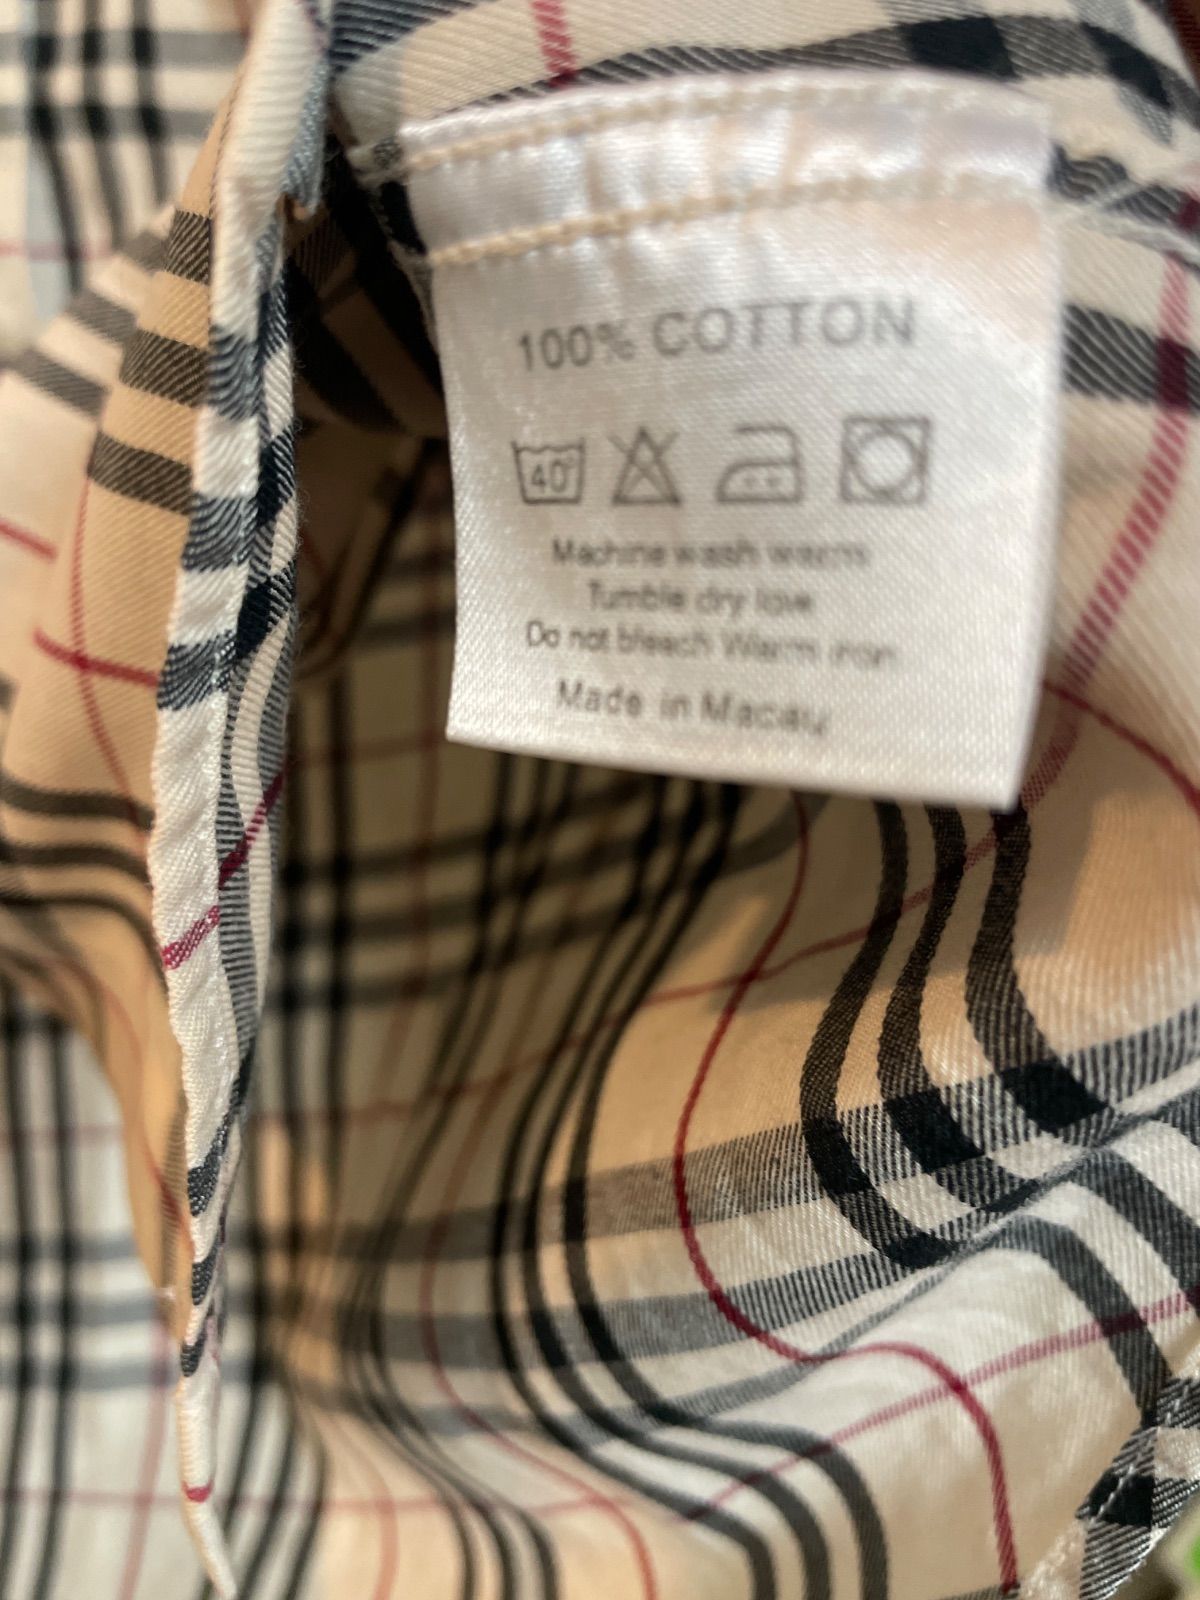 100% COTTON
40°
Machine wash warm
Tumble dry low
Do not bleech Warm iron
Made in Macau